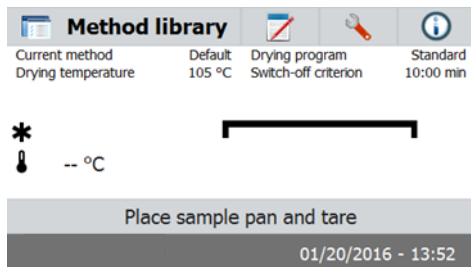 Method library
Current method Default Drying program Standard
Drying temperature 105 °C Switch-off criterion 10:00 min
-- °C
Place sample pan and tare
01/20/2016 - 13:52